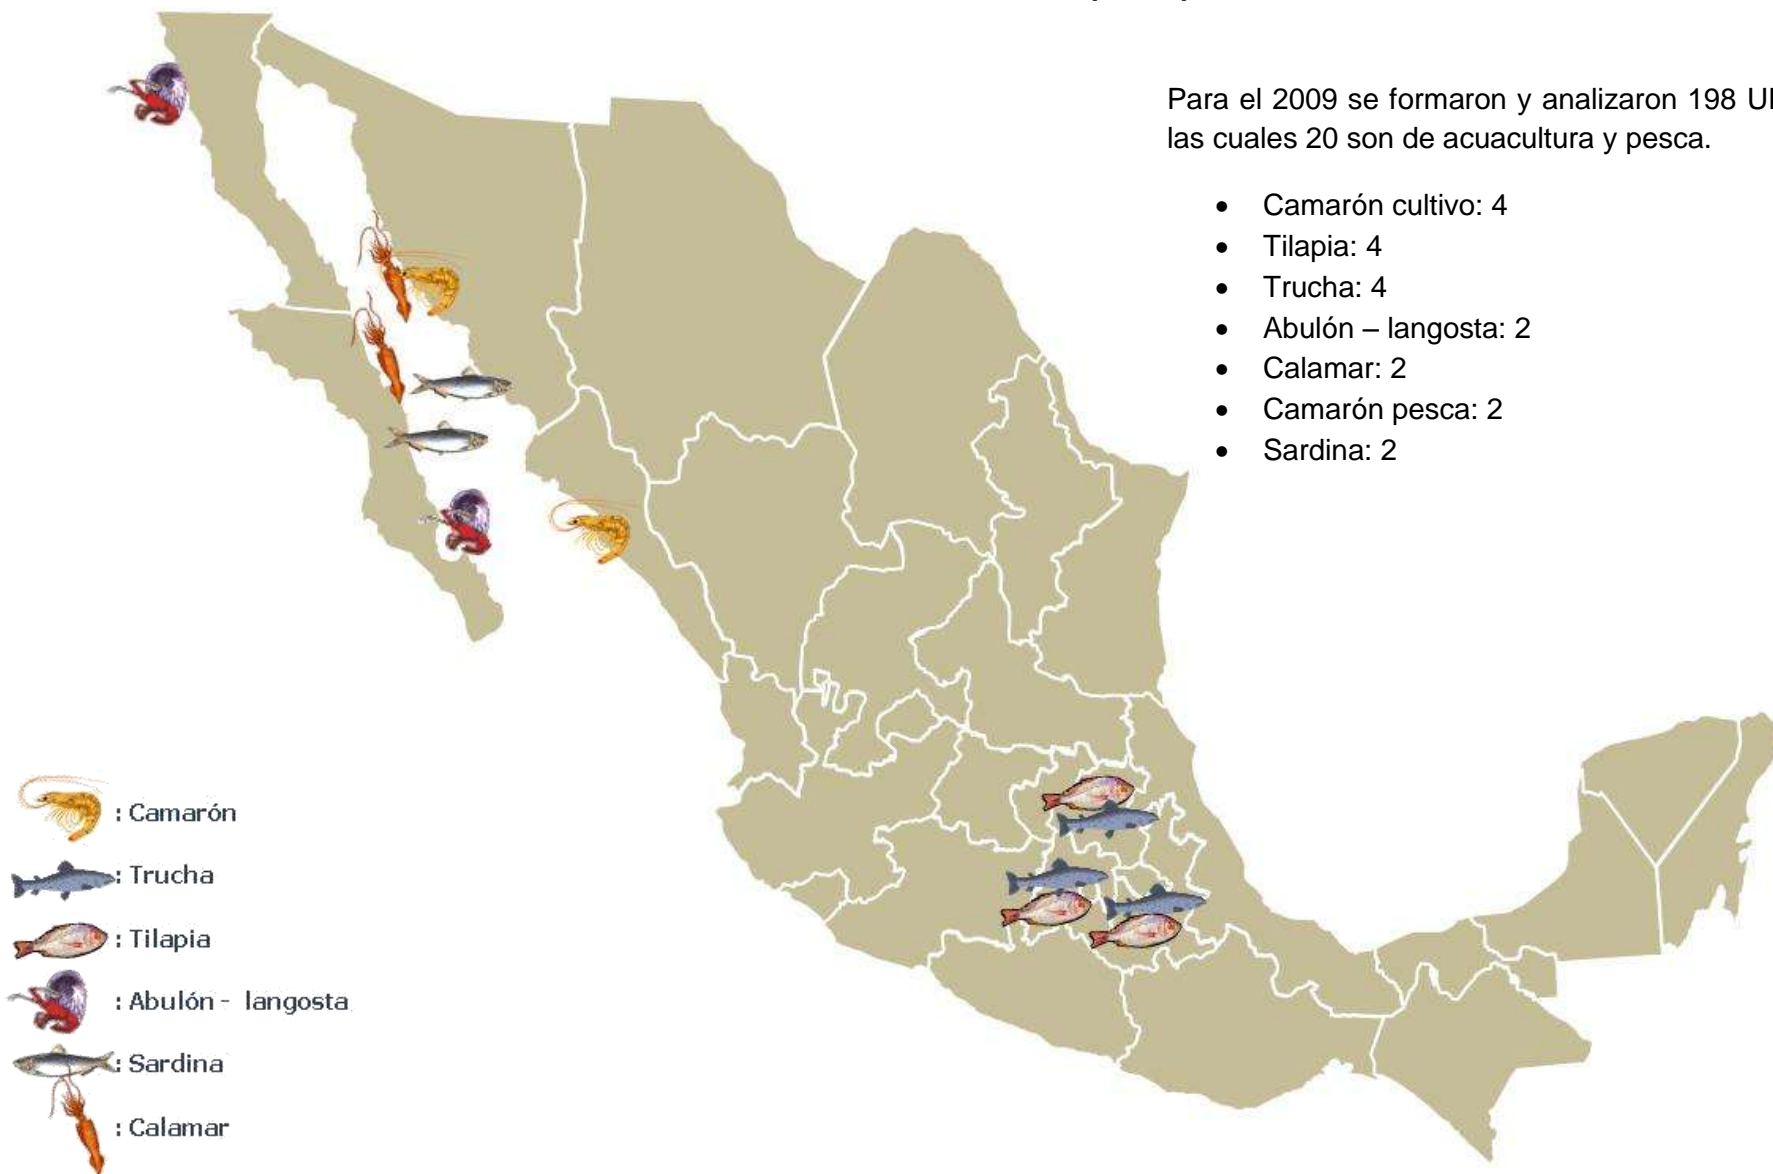 Para el 2009 se formaron y analizaron 198
las cuales 20 son de acuacultura y pesca.
• Camarón cultivo: 4
• Tilapia: 4
• Trucha: 4
• Abulón – langosta: 2
• Calamar: 2
• Camarón pesca: 2
• Sardina: 2
: Camarón
: Trucha
: Tilapia
: Abulón - langosta
: Sardina
: Calamar